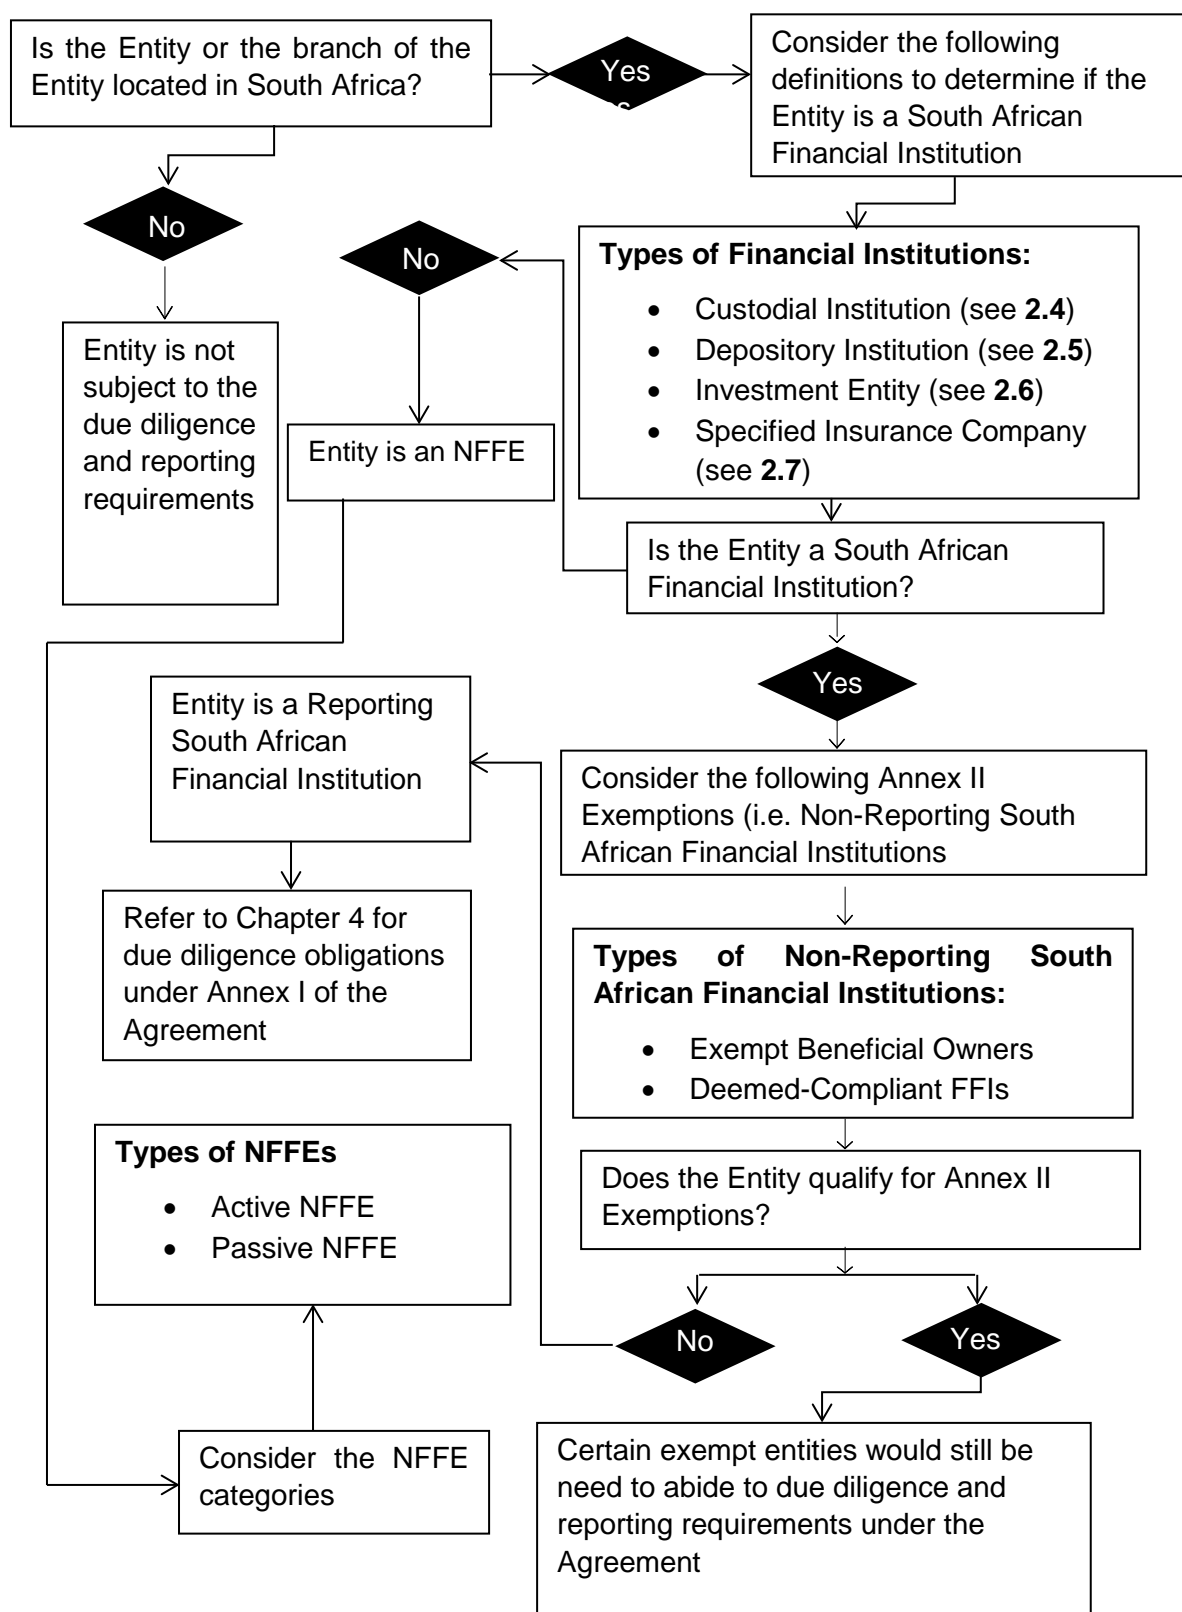 Is the Entity or the branch of the
Entity located in South Africa?
Yes
Consider the following
definitions to determine if the
Entity is a South African
Financial Institution
No
No
Types of Financial Institutions:
• Custodial Institution (see 2.4)
• Depository Institution (see 2.5)
• Investment Entity (see 2.6)
• Specified Insurance Company
(see 2.7)
Entity is not
subject to the
due diligence
and reporting
requirements
Entity is an NFFE
Is the Entity a South African
Financial Institution?
Yes
Entity is a Reporting
South African
Financial Institution
Consider the following Annex II
Exemptions (i.e. Non-Reporting South
African Financial Institutions
Refer to Chapter 4 for
due diligence obligations
under Annex I of the
Agreement
Types of Non-Reporting South
African Financial Institutions:
• Exempt Beneficial Owners
• Deemed-Compliant FFIs
Types of NFFEs
• Active NFFE
• Passive NFFE
Does the Entity qualify for Annex II
Exemptions?
No
Yes
Consider the NFFE
categories
Certain exempt entities would still be
need to abide to due diligence and
reporting requirements under the
Agreement